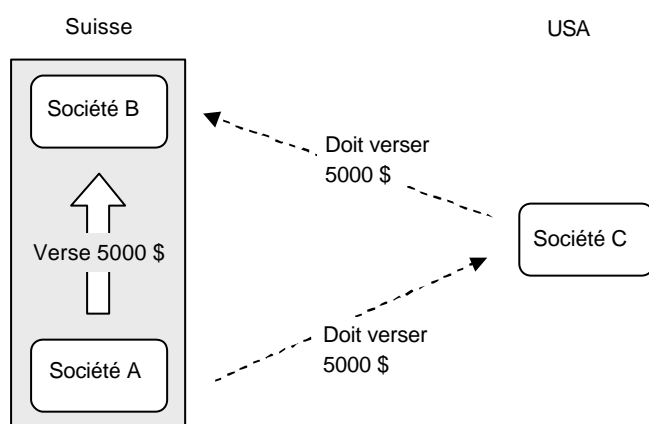 Suisse
USA
Société B
Doit verser
5000 $
Verse 5000 $
Société C
Doit verser
5000 $
Société A